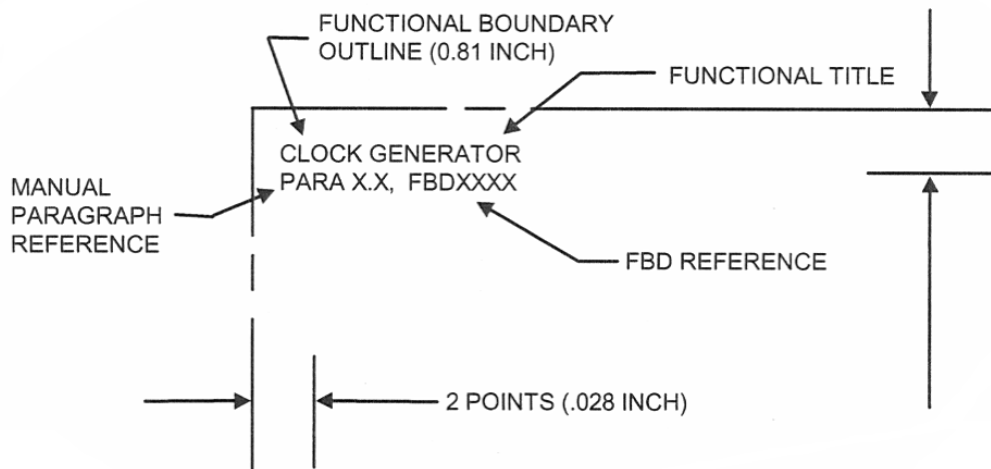 FUNCTIONAL BOUNDARY
OUTLINE (0.81 INCH)
FUNCTIONAL TITLE
CLOCK GENERATOR
PARA X.X, FBDXXXX
MANUAL
PARAGRAPH
REFERENCE
FBD REFERENCE
2 POINTS (.028 INCH)